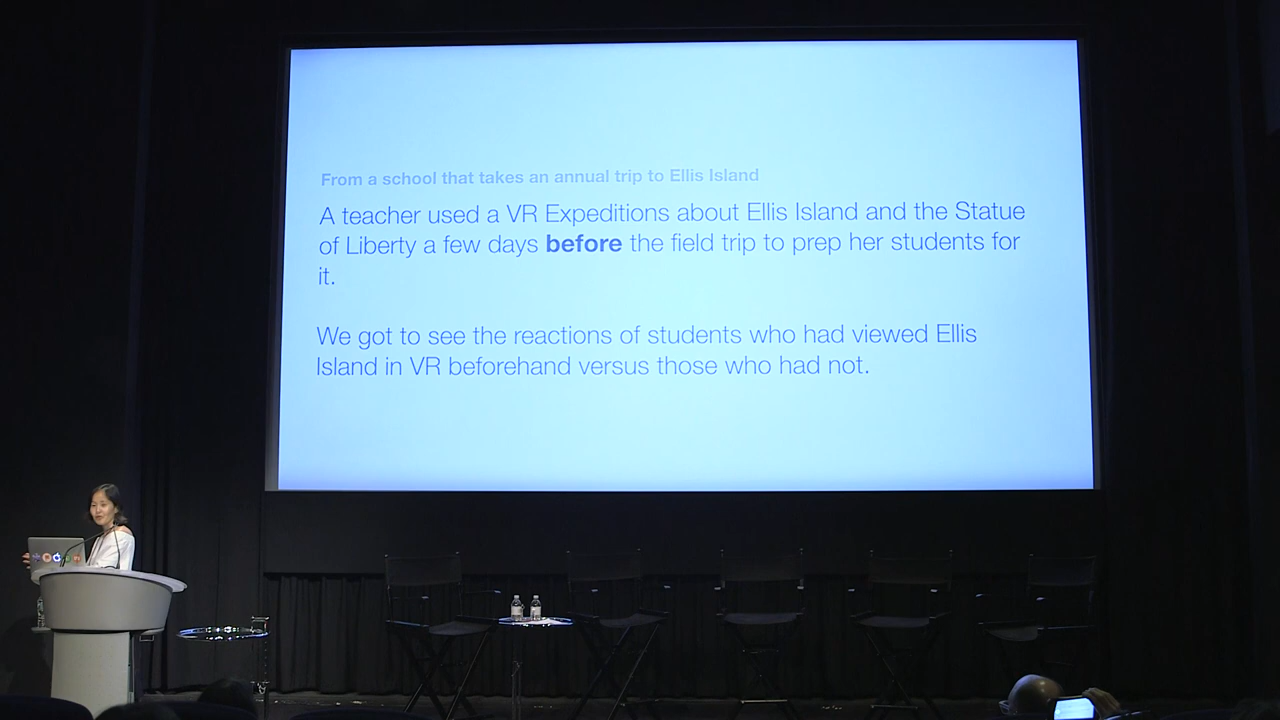 From a school that takes an annual trip to Ellis Island
A teacher used a VR Expeditions about Ellis Island and the Statue
of Liberty a few days before the field trip to prep her students for
it.
We got to see the reactions of students who had viewed Ellis
Island in VR beforehand versus those who had not.